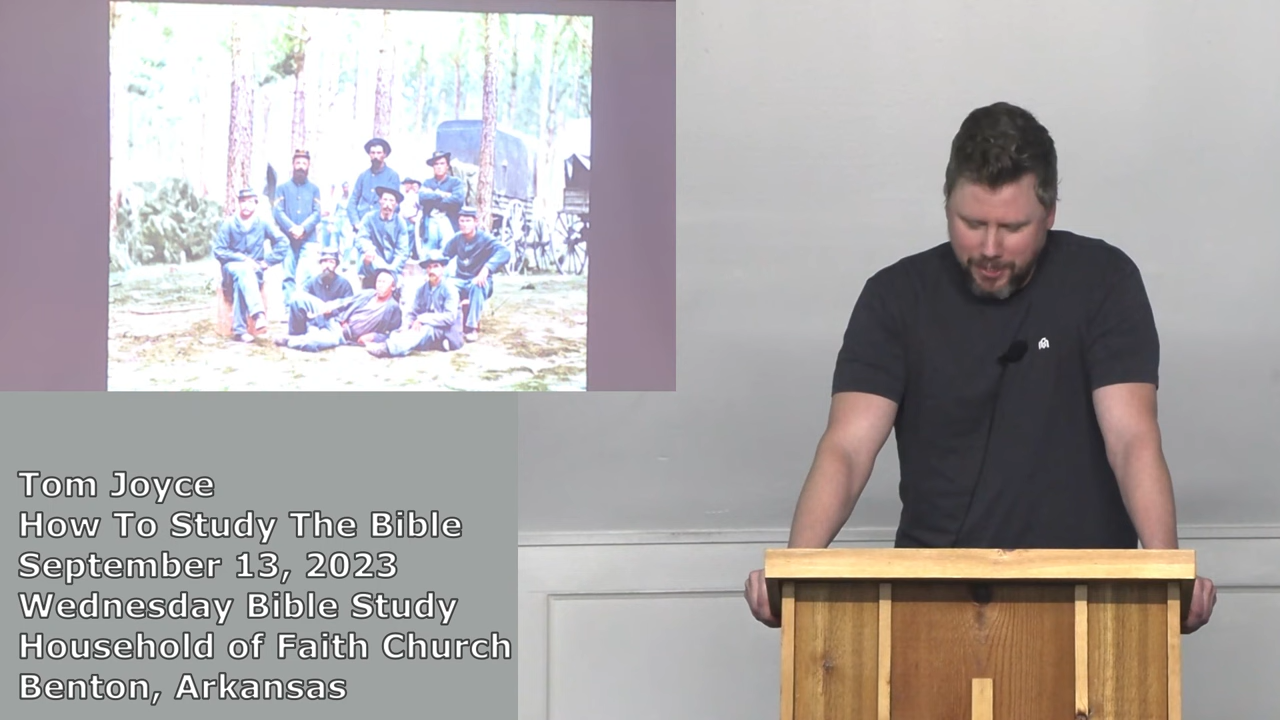 Tom Joyce
How To Study The Bible
September 13, 2023
Wednesday Bible Study
Household of Faith Church
Benton, Arkansas